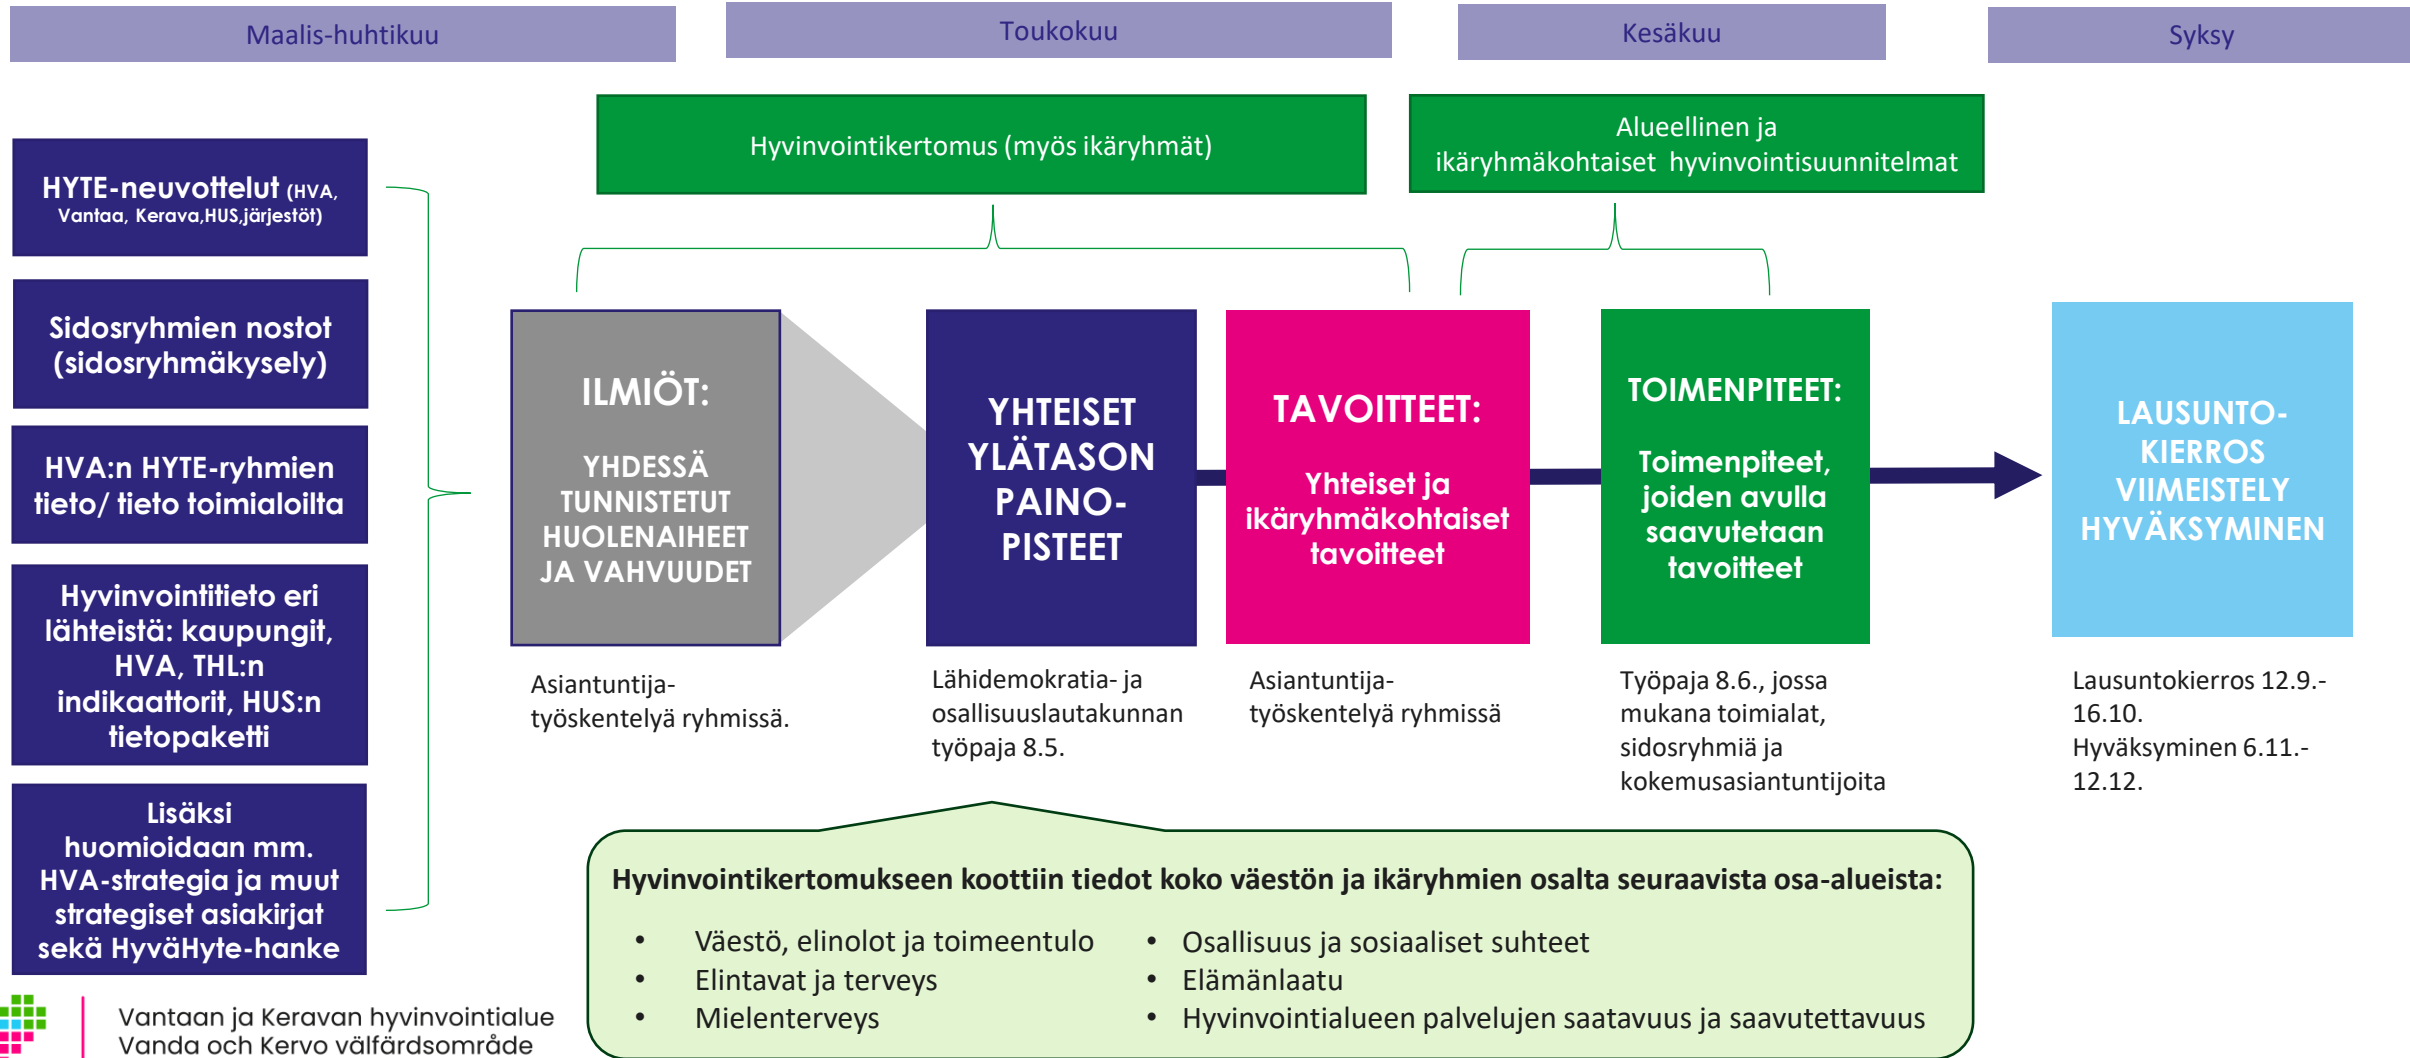 Maalis-huhtikuu
Toukokuu
Kesäkuu
Syksy
Hyvinvointikertomus (myös ikäryhmät)
Alueellinen ja
ikäryhmäkohtaiset hyvinvointisuunnitelmat
HYTE-neuvottelut (HVA,
Vantaa, Kerava,HUS,järjestöt)
Sidosryhmien nostot
(sidosryhmäkysely)
HVA:n HYTE-ryhmien
tieto/ tieto toimialoilta
Hyvinvointitieto eri
lähteistä: kaupungit,
HVA, THL:n
indikaattorit, HUS:n
tietopaketti
Lisäksi
huomioidaan mm.
HVA-strategia ja muut
strategiset asiakirjat
sekä HyväHyte-hanke
ILMIÖT:
YHDESSÄ
TUNNISTETUT
HUOLENAIHEET
JA VAHVUUDET
Asiantuntija-
työskentelyä ryhmissä.
YHTEISET
YLÄTASON
PAINO-
PISTEET
Lähidemokratia- ja
osallisuuslautakunnan
työpaja 8.5.
TAVOITTEET:
Yhteiset ja
ikäryhmäkohtaiset
tavoitteet
Asiantuntija-
työskentelyä ryhmissä
TOIMENPITEET:
Toimenpiteet,
joiden avulla
saavutetaan
tavoitteet
Työpaja 8.6., jossa
mukana toimialat,
sidosryhmiä ja
kokemusasiantuntijoita
LAUSUNTO-
KIERROS
VIIMEISTELY
HYVÄKSYMINEN
Lausuntokierros 12.9.-
16.10.
Hyväksyminen 6.11.-
12.12.
Hyvinvointikertomukseen koottiin tiedot koko väestön ja ikäryhmien osalta seuraavista osa-alueista:
• Väestö, elinolot ja toimeentulo
• Elintavat ja terveys
• Mielenterveys
• Osallisuus ja sosiaaliset suhteet
• Elämänlaatu
• Hyvinvointialueen palvelujen saatavuus ja saavutettavuus
Vantaan ja Keravan hyvinvointialue
Vanda och Kervo välfärdsområde